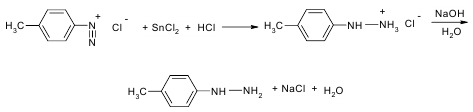 H₃C N⁺≡N Cl⁻ + SnCl₂ + HCl → H₃C NH NH₃⁺ Cl⁻ NaOH H₂O →
H₃C NH NH₂ + NaCl + H₂O